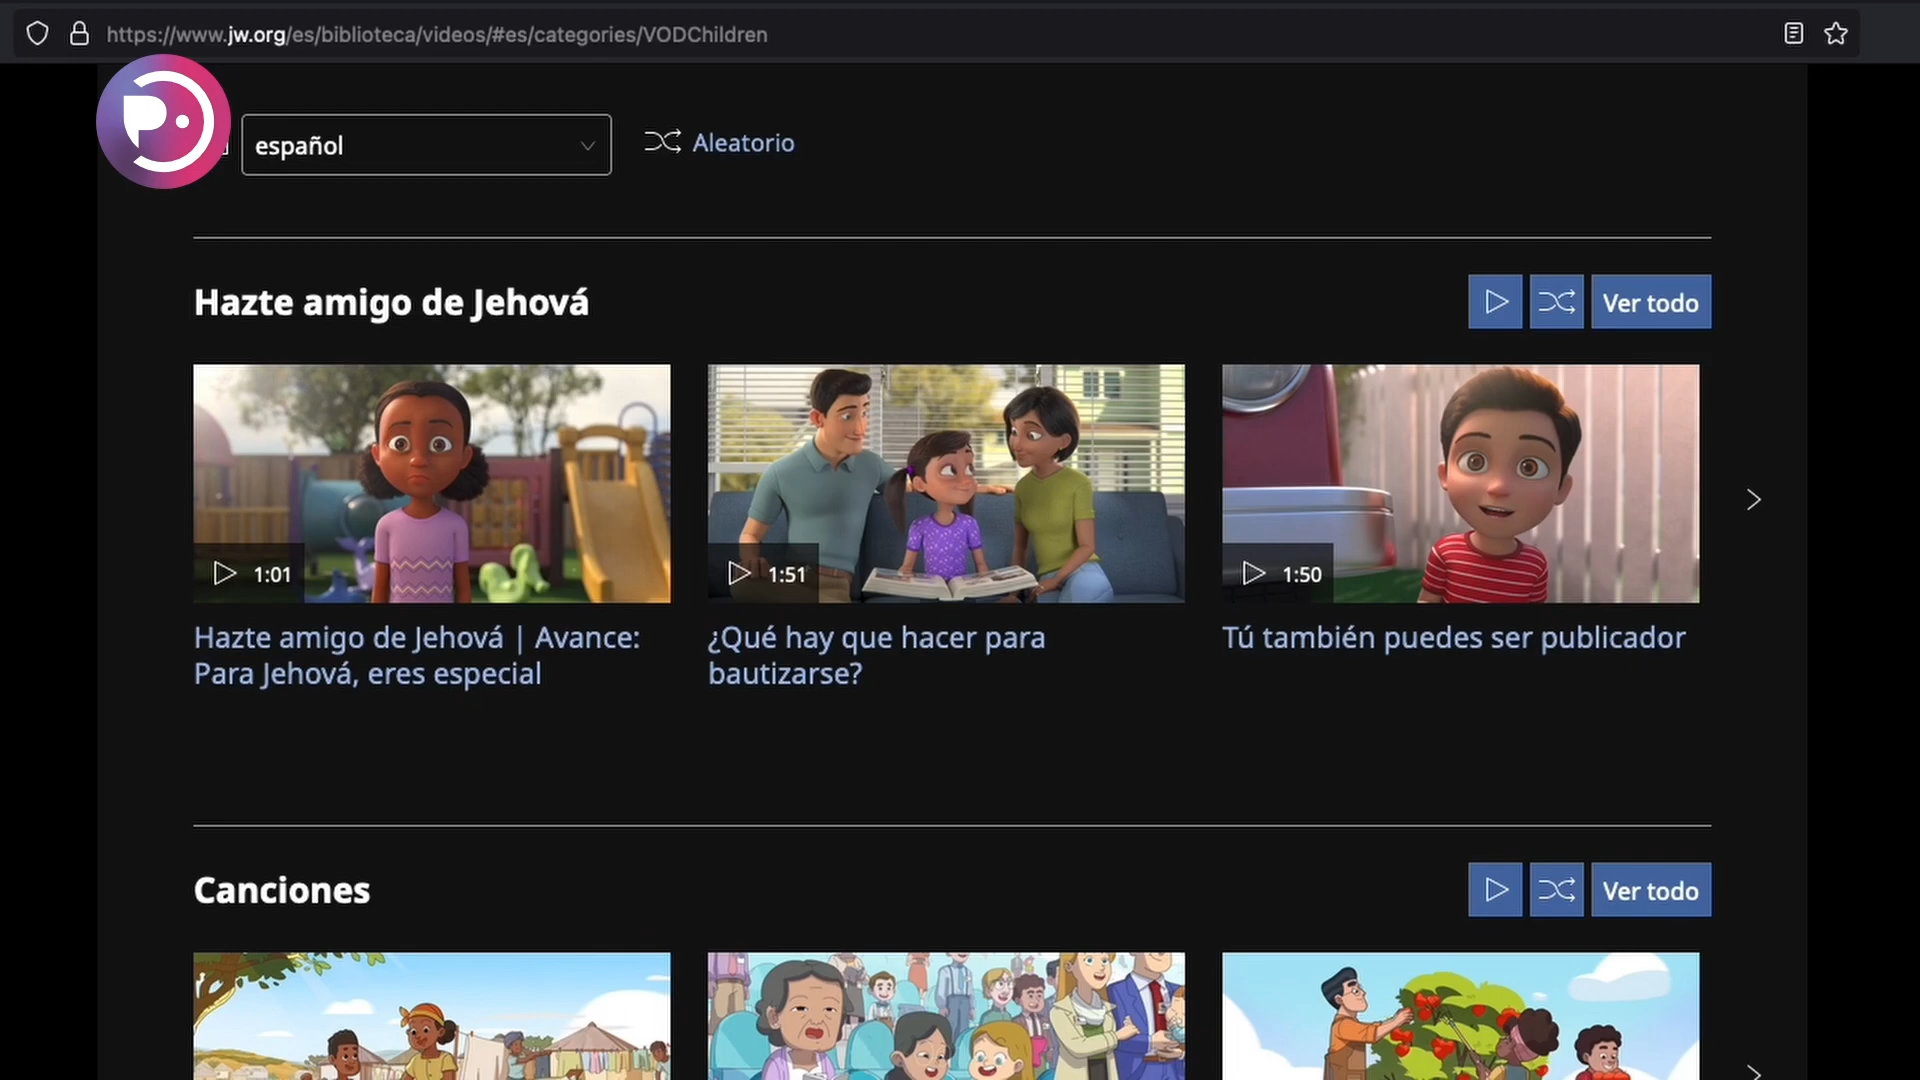 https://www.jw.org/es/biblioteca/videos/#es/categories/VODChildren
español
Aleatorio
Hazte amigo de Jehová
Ver todo
1:01
1:51
1:50
Hazte amigo de Jehová | Avance:
Para Jehová, eres especial
¿Qué hay que hacer para
bautizarse?
Tú también puedes ser publicador
Canciones
Ver todo